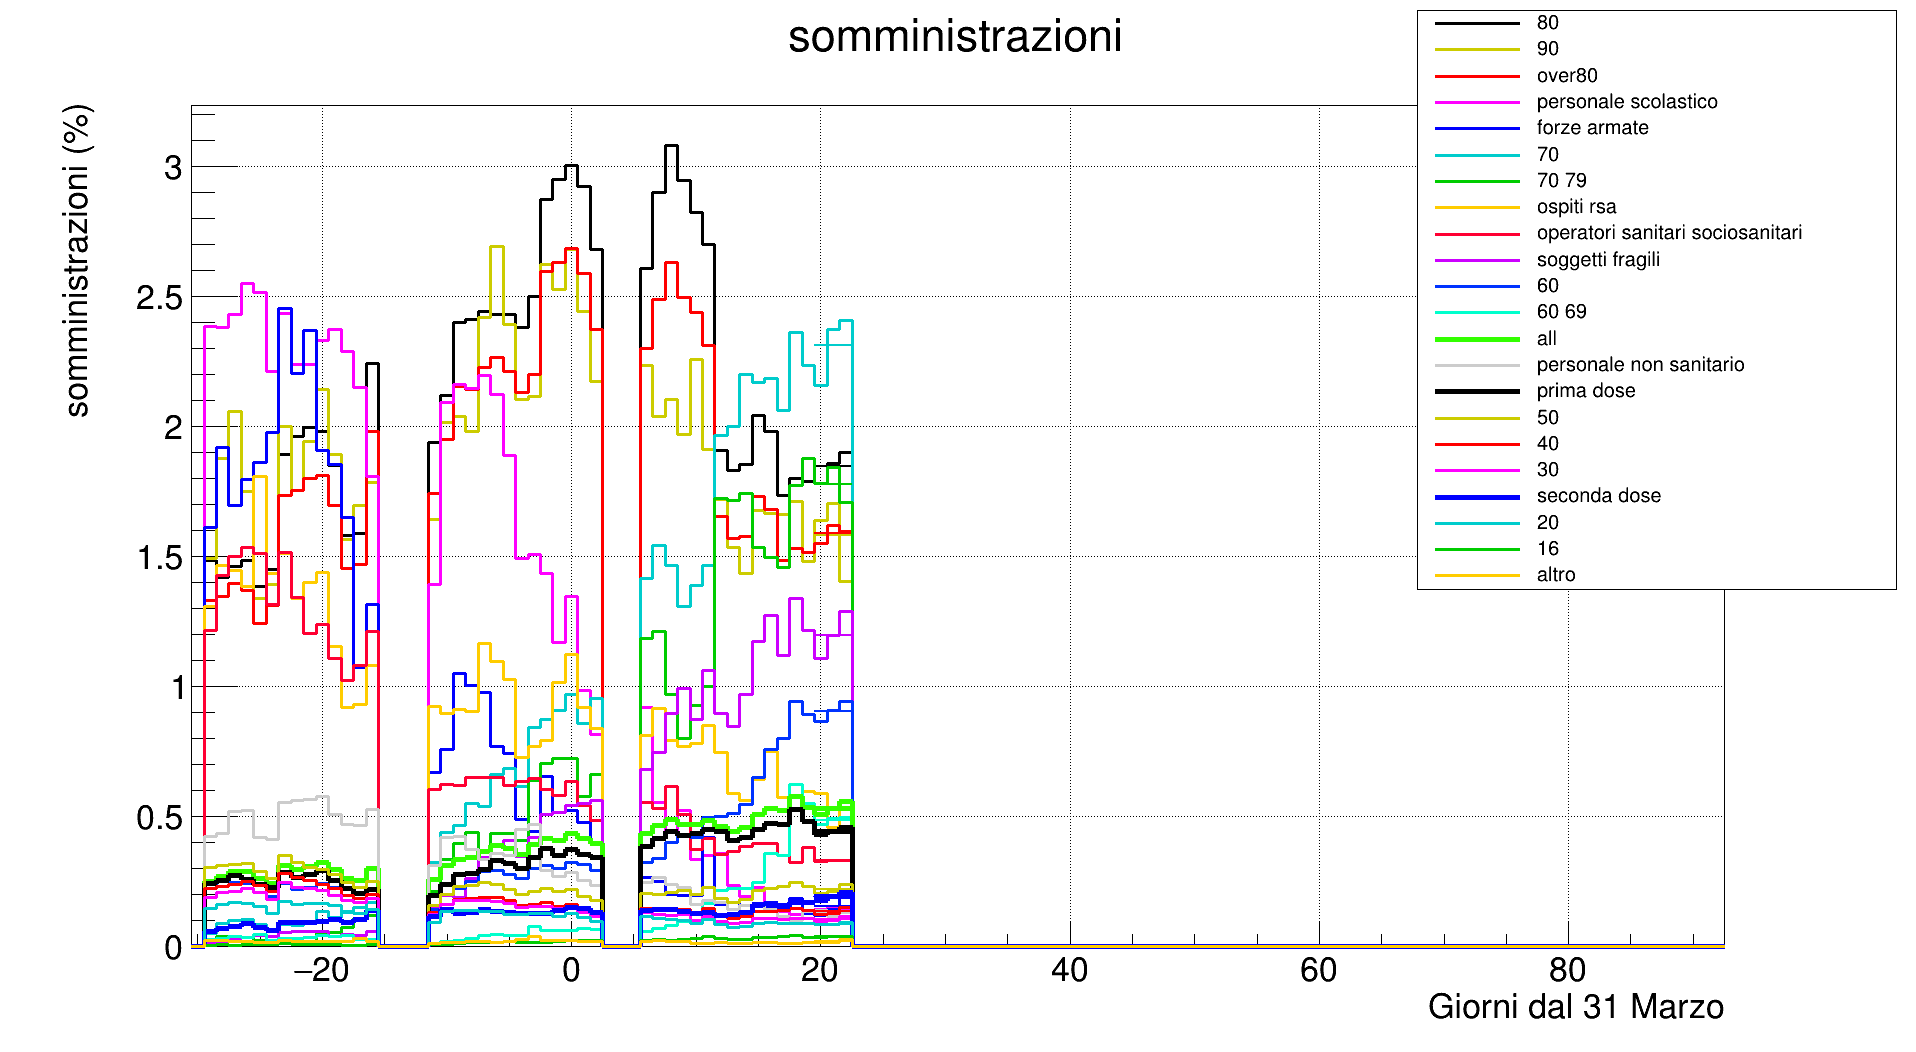 somministrazioni
80
90
over80
personale scolastico
forze armate
70
70 79
ospiti rsa
operatori sanitari sociosanitari
soggetti fragili
60
60 69
all
personale non sanitario
prima dose
50
40
30
seconda dose
20
16
altro
somministrazioni (%)
3
2.5
2
1.5
1
0.5
0
−20 0 20 40 60 80
Giorni dal 31 Marzo